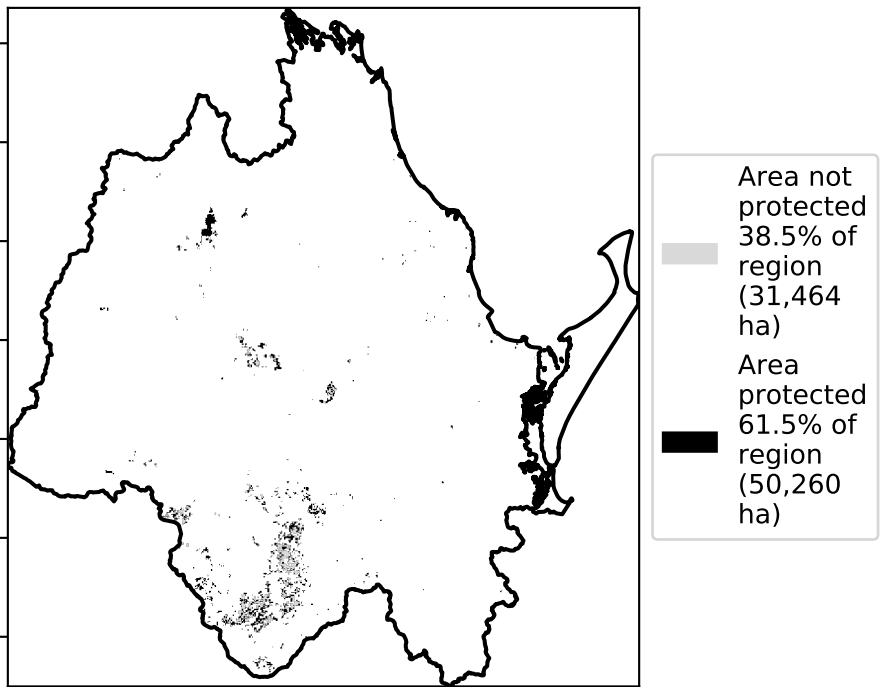 Area not
protected
38.5% of
region
(31,464
ha)
Area
protected
61.5% of
region
(50,260
ha)